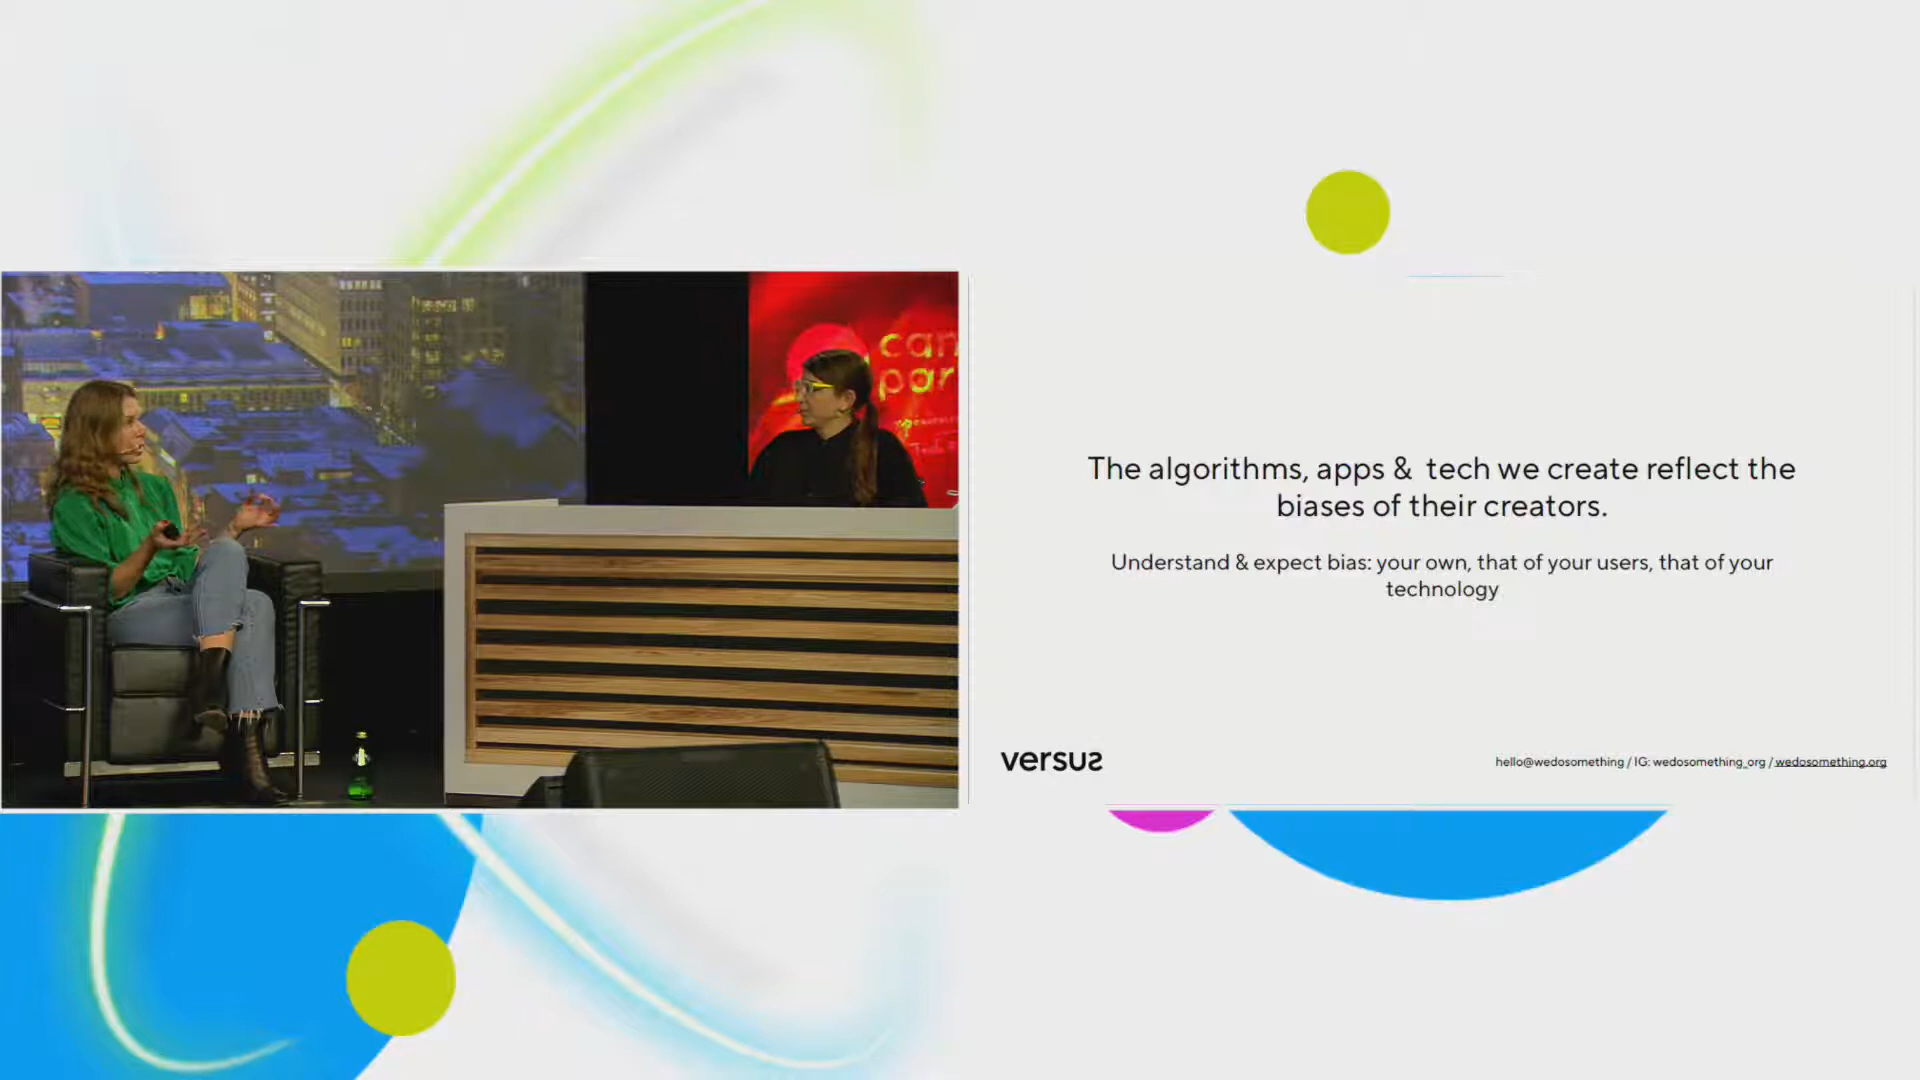 The algorithms, apps & tech we create reflect the
biases of their creators.
Understand & expect bias: your own, that of your users, that of your
technology
versus
hello@wedosomething / IG: wedosomething_org / wedosomething.org